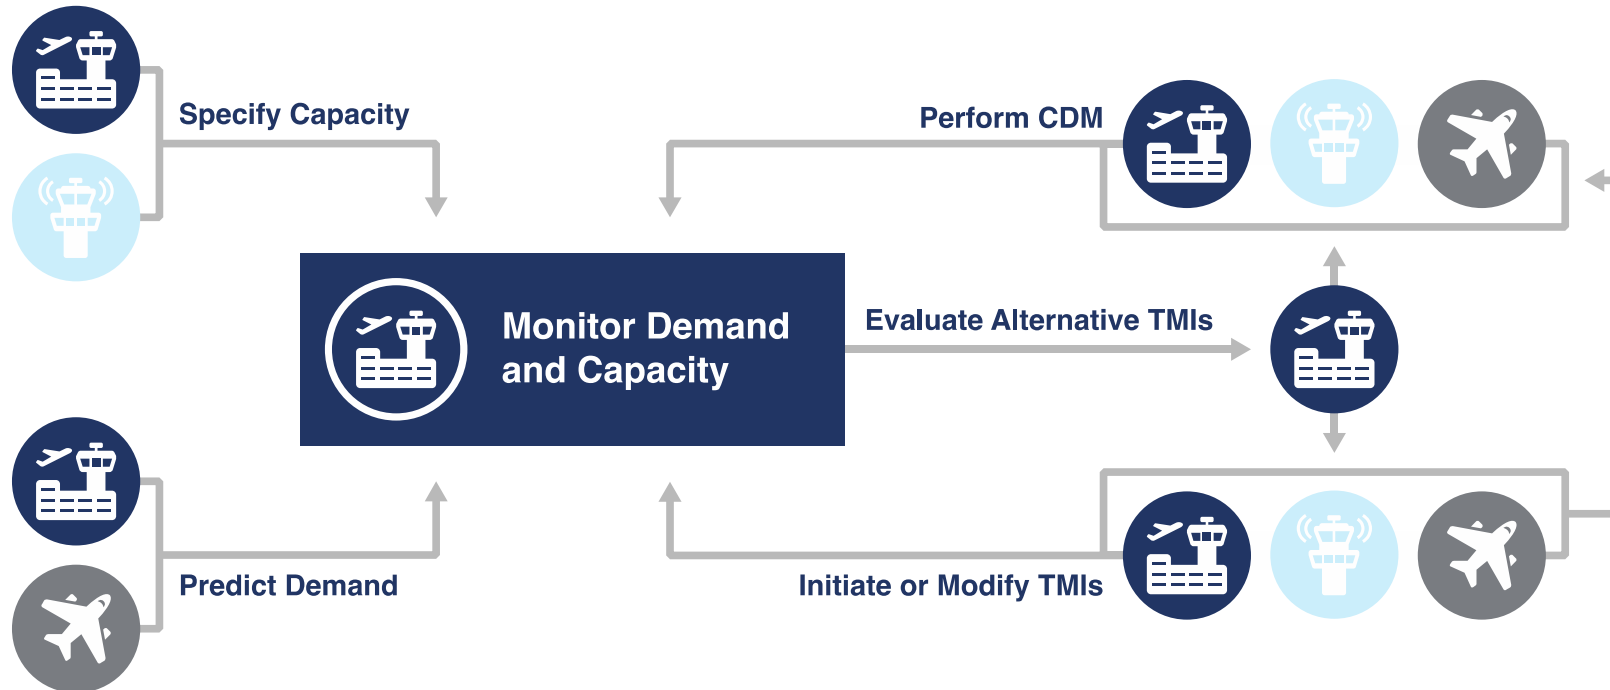 Specify Capacity
Perform CDM
Monitor Demand
and Capacity
Evaluate Alternative TMIs
Predict Demand
Initiate or Modify TMIs